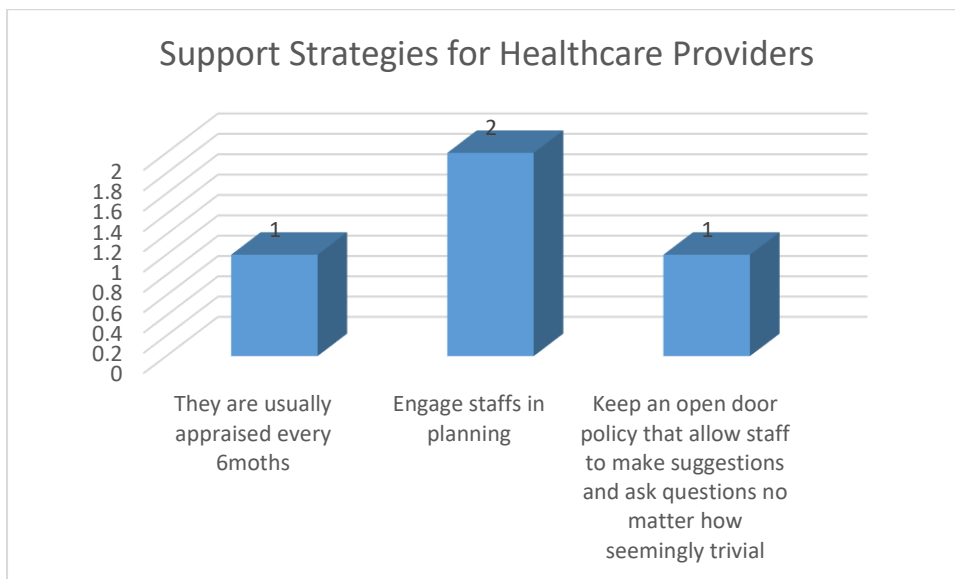 Support Strategies for Healthcare Providers
2
1
1
2
1.8
1.6
1.4
1.2
1
0.8
0.6
0.4
0.2
0
They are usually
appraised every
6moths
Engage staffs in
planning
Keep an open door
policy that allow staff
to make suggestions
and ask questions no
matter how
seemingly trivial